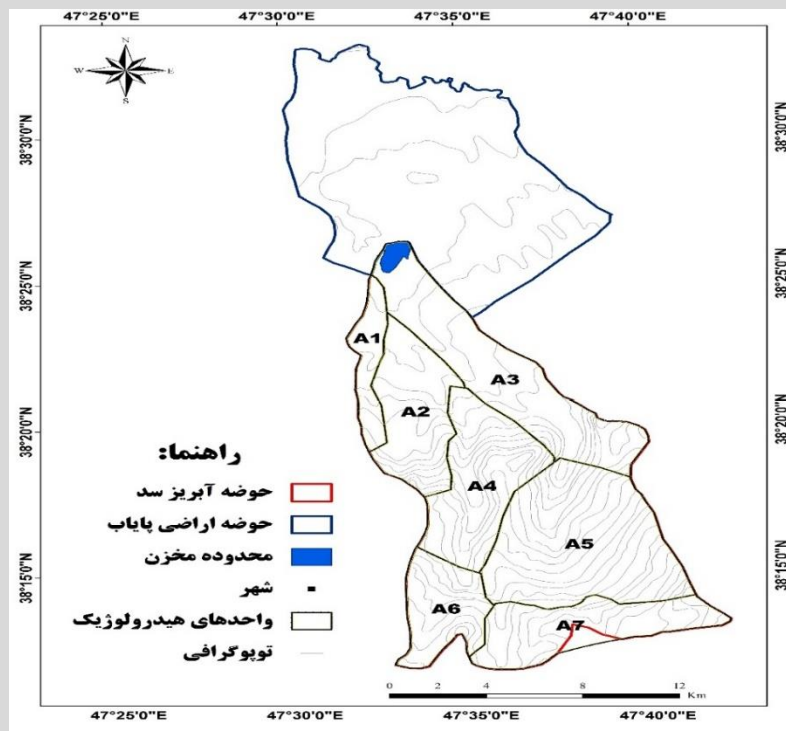 47°25'0"E 47°30'0"E 47°35'0"E 47°40'0"E
N
W E
S
38°30'0"N 38°30'0"N
38°25'0"N 38°25'0"N
A1
A3
A2
38°20'0"N 38°20'0"N
راهنما:
حوضه آبریز سد
A4
حوضه اراضی پایاب
A5
محدوده مخزن
38°15'0"N 38°15'0"N
شهر
A6
واحدهای هیدرولوژیک
A7
توپوگرافی
0 2 4 8 12
Km
47°25'0"E 47°30'0"E 47°35'0"E 47°40'0"E